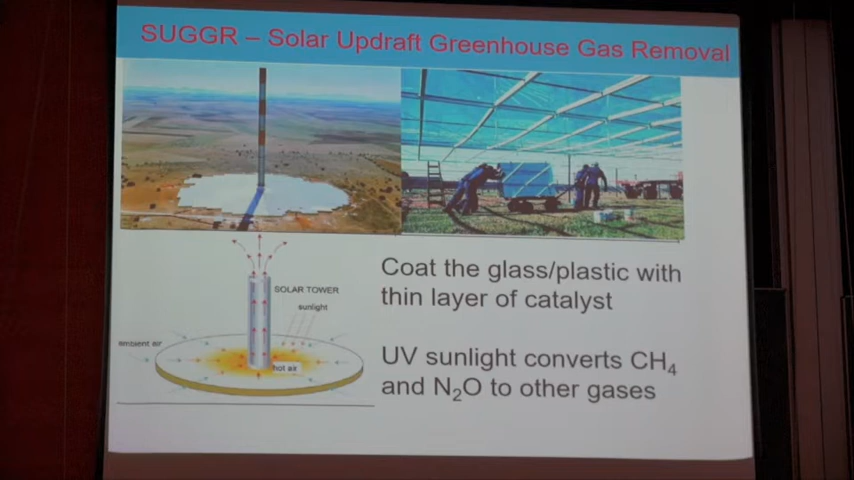 SUGGR – Solar Updraft Greenhouse Gas Removal
SOLAR TOWER
sunlight
ambient air
hot air
Coat the glass/plastic with
thin layer of catalyst
UV sunlight converts CH₄
and N₂O to other gases